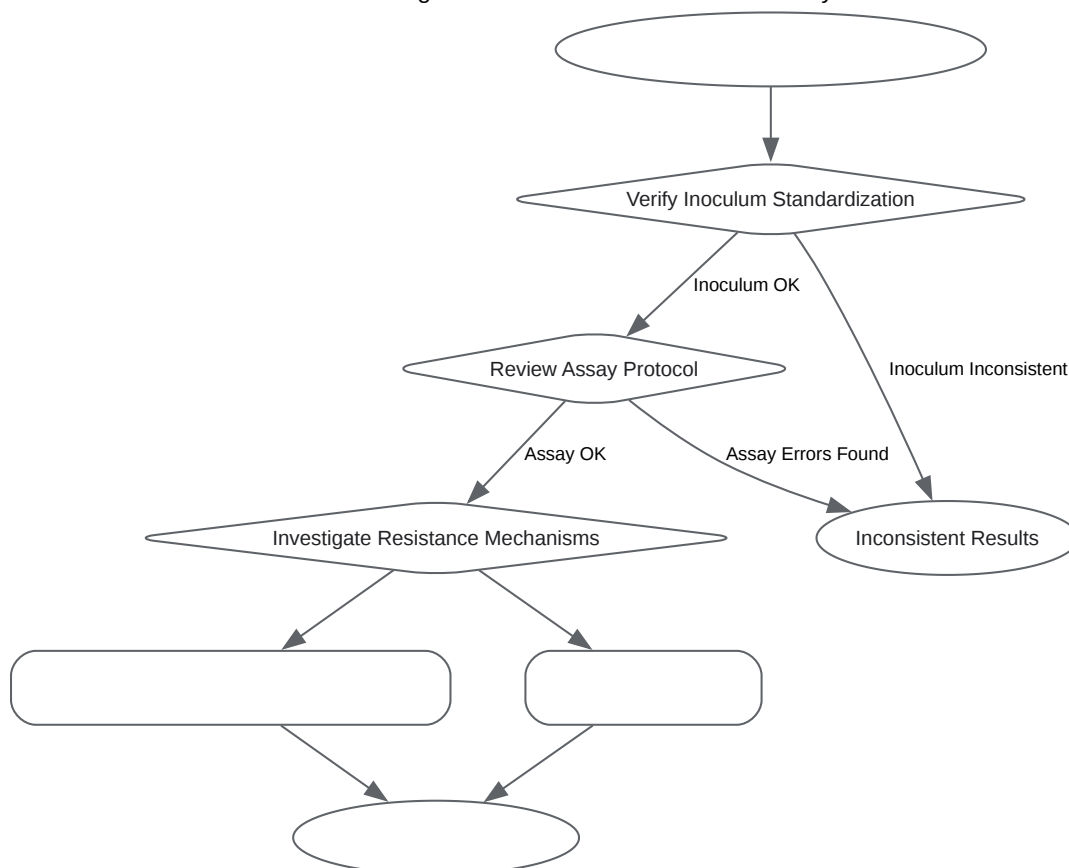 Verify Inoculum Standardization
Inoculum OK
Review Assay Protocol
Inoculum Inconsistent
Assay OK
Assay Errors Found
Investigate Resistance Mechanisms
Inconsistent Results